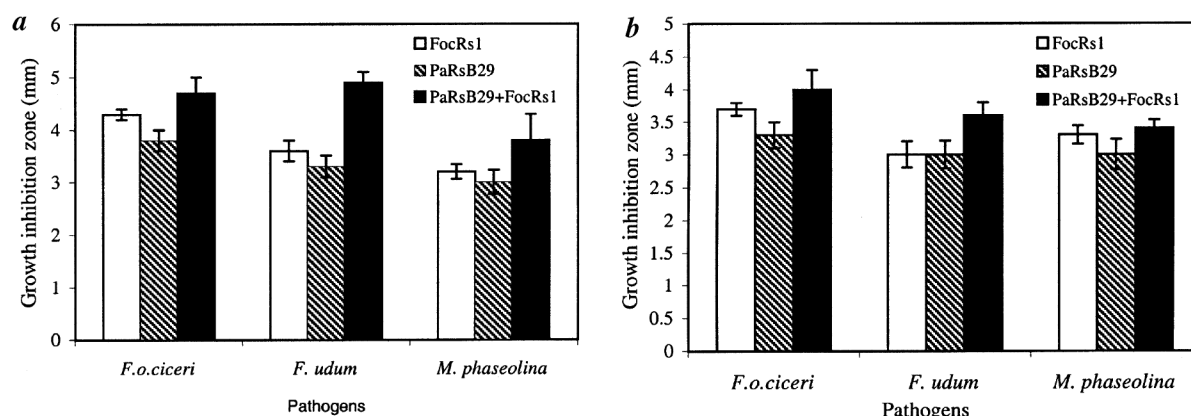 a
Growth inhibition zone (mm)
6
5
4
3
2
1
0
FocRs1
PaRsB29
PaRsB29+FocRs1
F.o.ciceri
F. udum
M. phaseolina
Pathogens
b
Growth inhibition zone (mm)
5
4.5
4
3.5
3
2.5
2
1.5
1
0.5
0
FocRs1
PaRsB29
PaRsB29+FocRs1
F.o.ciceri
F. udum
M. phaseolina
Pathogens